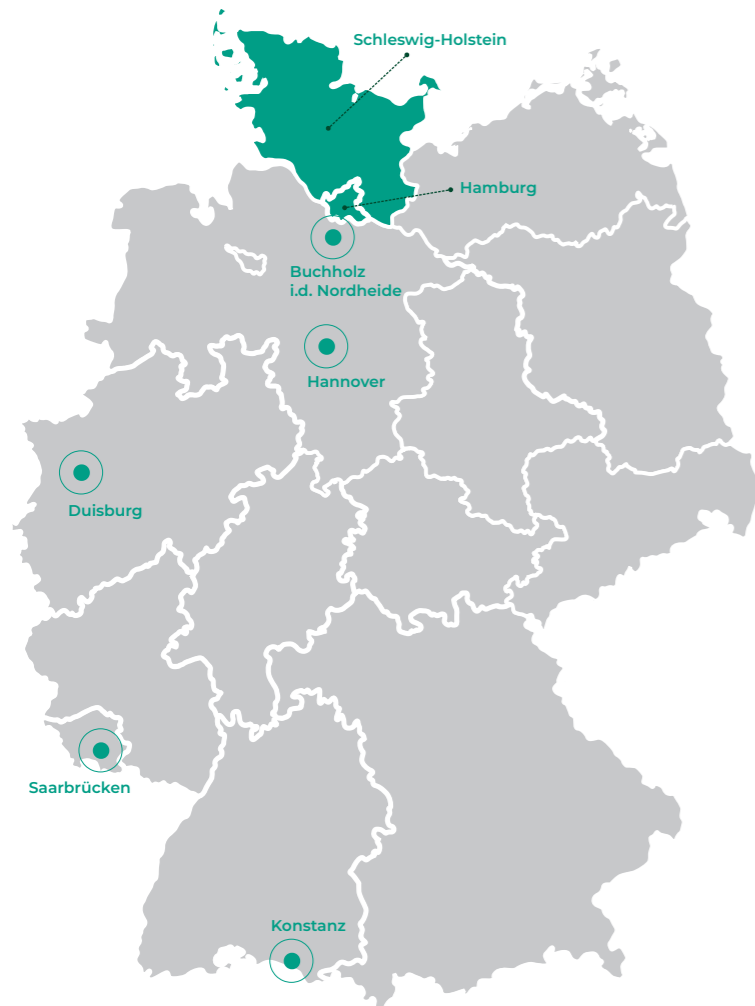 Schleswig-Holstein
Hamburg
Buchholz
i.d. Nordheide
Hannover
Duisburg
Saarbrücken
Konstanz